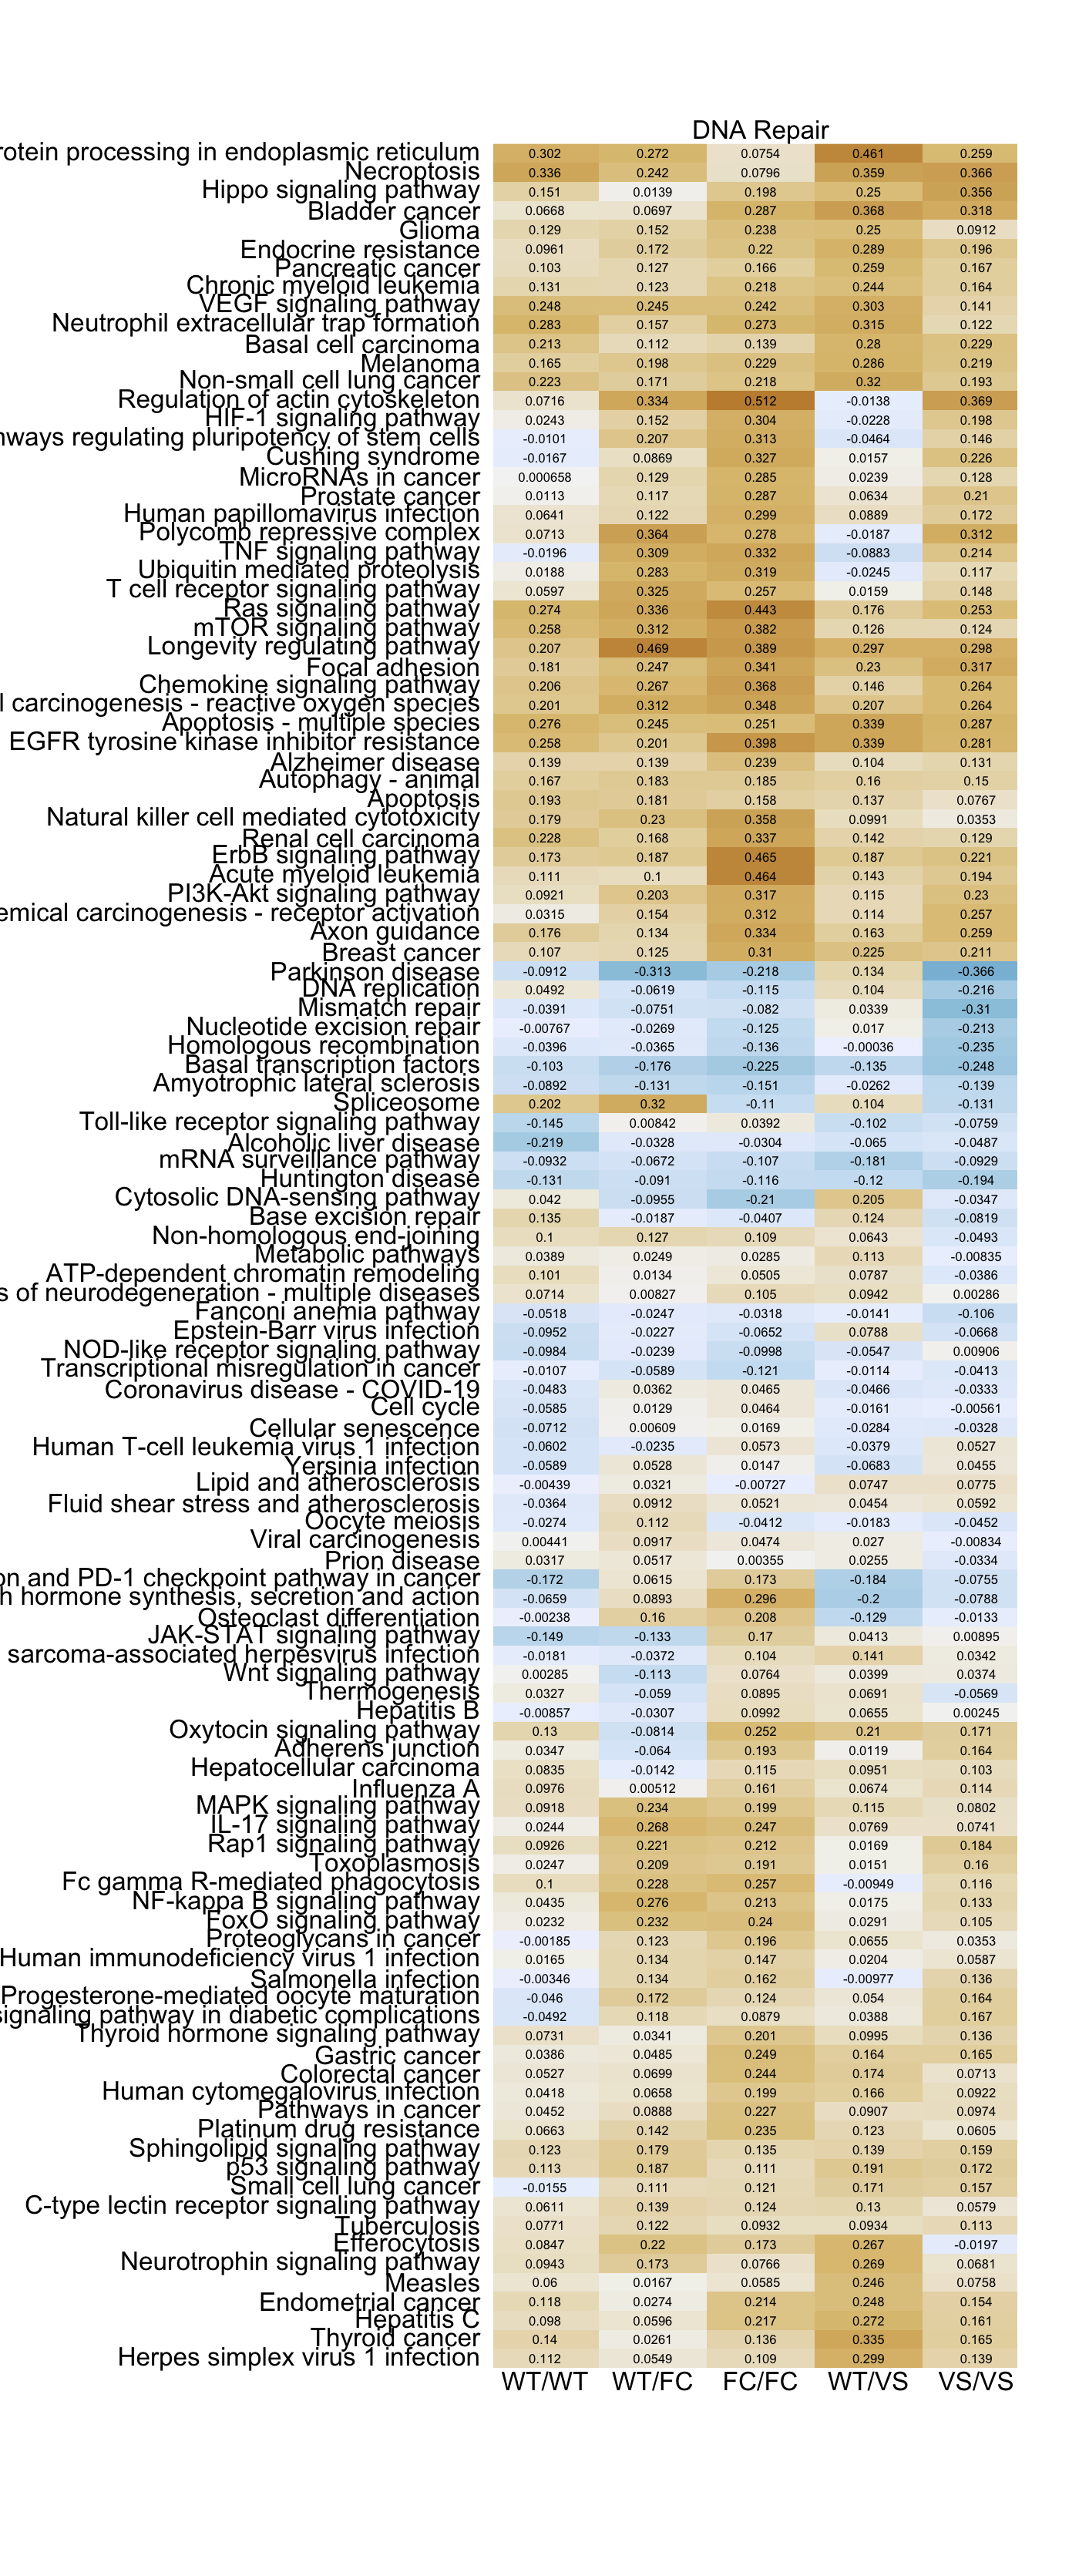 DNA Repair
rotein processing in endoplasmic reticulum 0.302 0.272 0.0754 0.461 0.259
Necroptosis 0.336 0.242 0.0796 0.359 0.366
Hippo signaling pathway 0.151 0.0139 0.198 0.25 0.356
Bladder cancer 0.0668 0.0697 0.287 0.368 0.318
Glioma 0.129 0.152 0.238 0.25 0.0912
Endocrine resistance 0.0961 0.172 0.22 0.289 0.196
Pancreatic cancer 0.103 0.127 0.166 0.259 0.167
Chronic myeloid leukemia 0.131 0.123 0.218 0.244 0.164
VEGF signaling pathway 0.248 0.245 0.242 0.303 0.141
Neutrophil extracellular trap formation 0.283 0.157 0.273 0.315 0.122
Basal cell carcinoma 0.213 0.112 0.139 0.28 0.229
Melanoma 0.165 0.198 0.229 0.286 0.219
Non-small cell lung cancer 0.223 0.171 0.218 0.32 0.193
Regulation of actin cytoskeleton 0.0716 0.334 0.512 -0.0138 0.369
HIF-1 signaling pathway 0.0243 0.152 0.304 -0.0228 0.198
nways regulating pluripotency of stem cells -0.0101 0.207 0.313 -0.0464 0.146
Cushing syndrome -0.0167 0.0869 0.327 0.0157 0.226
MicroRNAs in cancer 0.000658 0.129 0.285 0.0239 0.128
Prostate cancer 0.0113 0.117 0.287 0.0634 0.21
Human papillomavirus infection 0.0641 0.122 0.299 0.0889 0.172
Polycomb repressive complex 0.0713 0.364 0.278 -0.0187 0.312
TNF signaling pathway -0.0196 0.309 0.332 -0.0883 0.214
Ubiquitin mediated proteolysis 0.0188 0.283 0.319 -0.0245 0.117
T cell receptor signaling pathway 0.0597 0.325 0.257 0.0159 0.148
Ras signaling pathway 0.274 0.336 0.443 0.176 0.253
mTOR signaling pathway 0.258 0.312 0.382 0.126 0.124
Longevity regulating pathway 0.207 0.469 0.389 0.297 0.298
Focal adhesion 0.181 0.247 0.341 0.23 0.317
Chemokine signaling pathway 0.206 0.267 0.368 0.146 0.264
l carcinogenesis - reactive oxygen species 0.201 0.312 0.348 0.207 0.264
Apoptosis - multiple species 0.276 0.245 0.251 0.339 0.287
EGFR tyrosine kinase inhibitor resistance 0.258 0.201 0.398 0.339 0.281
Alzheimer disease 0.139 0.139 0.239 0.104 0.131
Autophagy - animal 0.167 0.183 0.185 0.16 0.15
Apoptosis 0.193 0.181 0.158 0.137 0.0767
Natural killer cell mediated cytotoxicity 0.179 0.23 0.358 0.0991 0.0353
Renal cell carcinoma 0.228 0.168 0.337 0.142 0.129
ErbB signaling pathway 0.173 0.187 0.465 0.187 0.221
Acute myeloid leukemia 0.111 0.1 0.464 0.143 0.194
PI3K-Akt signaling pathway 0.0921 0.203 0.317 0.115 0.23
emical carcinogenesis - receptor activation 0.0315 0.154 0.312 0.114 0.257
Axon guidance 0.176 0.134 0.334 0.163 0.259
Breast cancer 0.107 0.125 0.31 0.225 0.211
Parkinson disease -0.0912 -0.313 -0.218 0.134 -0.366
DNA replication 0.0492 -0.0619 -0.115 0.104 -0.216
Mismatch repair -0.0391 -0.0751 -0.082 0.0339 -0.31
Nucleotide excision repair -0.00767 -0.0269 -0.125 0.017 -0.213
Homologous recombination -0.0396 -0.0365 -0.136 -0.00036 -0.235
Basal transcription factors -0.103 -0.176 -0.225 -0.135 -0.248
Amyotrophic lateral sclerosis -0.0892 -0.131 -0.151 -0.0262 -0.139
Spliceosome 0.202 0.32 -0.11 0.104 -0.131
Toll-like receptor signaling pathway -0.145 0.00842 0.0392 -0.102 -0.0759
Alcoholic liver disease -0.219 -0.0328 -0.0304 -0.065 -0.0487
mRNA surveillance pathway -0.0932 -0.0672 -0.107 -0.181 -0.0929
Huntington disease -0.131 -0.091 -0.116 -0.12 -0.194
Cytosolic DNA-sensing pathway 0.042 -0.0955 -0.21 0.205 -0.0347
Base excision repair 0.135 -0.0187 -0.0407 0.124 -0.0819
Non-homologous end-joining 0.1 0.127 0.109 0.0643 -0.0493
Metabolic pathways 0.0389 0.0249 0.0285 0.113 -0.00835
ATP-dependent chromatin remodeling 0.101 0.0134 0.0505 0.0787 -0.0386
s of neurodegeneration - multiple diseases 0.0714 0.00827 0.105 0.0942 0.00286
Fanconi anemia pathway -0.0518 -0.0247 -0.0318 -0.0141 -0.106
Epstein-Barr virus infection -0.0952 -0.0227 -0.0652 0.0788 -0.0668
NOD-like receptor signaling pathway -0.0984 -0.0239 -0.0998 -0.0547 0.00906
Transcriptional misregulation in cancer -0.0107 -0.0589 -0.121 -0.0114 -0.0413
Coronavirus disease - COVID-19 -0.0483 0.0362 0.0465 -0.0466 -0.0333
Cell cycle -0.0585 0.0129 0.0464 -0.0161 -0.00561
Cellular senescence -0.0712 0.00609 0.0169 -0.0284 -0.0328
Human T-cell leukemia virus 1 infection -0.0602 -0.0235 0.0573 -0.0379 0.0527
Yersinia infection -0.0589 0.0528 0.0147 -0.0683 0.0455
Lipid and atherosclerosis -0.00439 0.0321 -0.00727 0.0747 0.0775
Fluid shear stress and atherosclerosis -0.0364 0.0912 0.0521 0.0454 0.0592
Oocyte meiosis -0.0274 0.112 -0.0412 -0.0183 -0.0452
Viral carcinogenesis 0.00441 0.0917 0.0474 0.027 -0.00834
Prion disease 0.0317 0.0517 0.00355 0.0255 -0.0334
on and PD-1 checkpoint pathway in cancer -0.172 0.0615 0.173 -0.184 -0.0755
h hormone synthesis, secretion and action -0.0659 0.0893 0.296 -0.2 -0.0788
Osteoclast differentiation -0.00238 0.16 0.208 -0.129 -0.0133
JAK-STAT signaling pathway -0.149 -0.133 0.17 0.0413 0.00895
sarcoma-associated herpesvirus infection -0.0181 -0.0372 0.104 0.141 0.0342
Wnt signaling pathway 0.00285 -0.113 0.0764 0.0399 0.0374
Thermogenesis 0.0327 -0.059 0.0895 0.0691 -0.0569
Hepatitis B -0.00857 -0.0307 0.0992 0.0655 0.00245
Oxytocin signaling pathway 0.13 -0.0814 0.252 0.21 0.171
Adherens junction 0.0347 -0.064 0.193 0.0119 0.164
Hepatocellular carcinoma 0.0835 -0.0142 0.115 0.0951 0.103
Influenza A 0.0976 0.00512 0.161 0.0674 0.114
MAPK signaling pathway 0.0918 0.234 0.199 0.115 0.0802
IL-17 signaling pathway 0.0244 0.268 0.247 0.0769 0.0741
Rap1 signaling pathway 0.0926 0.221 0.212 0.0169 0.184
Toxoplasmosis 0.0247 0.209 0.191 0.0151 0.16
Fc gamma R-mediated phagocytosis 0.1 0.228 0.257 -0.00949 0.116
NF-kappa B signaling pathway 0.0435 0.276 0.213 0.0175 0.133
FoxO signaling pathway 0.0232 0.232 0.24 0.0291 0.105
Proteoglycans in cancer -0.00185 0.123 0.196 0.0655 0.0353
Human immunodeficiency virus 1 infection 0.0165 0.134 0.147 0.0204 0.0587
Salmonella infection -0.00346 0.134 0.162 -0.00977 0.136
Progesterone-mediated oocyte maturation -0.046 0.172 0.124 0.054 0.164
signaling pathway in diabetic complications -0.0492 0.118 0.0879 0.0388 0.167
Thyroid hormone signaling pathway 0.0731 0.0341 0.201 0.0995 0.136
Gastric cancer 0.0386 0.0485 0.249 0.164 0.165
Colorectal cancer 0.0527 0.0699 0.244 0.174 0.0713
Human cytomegalovirus infection 0.0418 0.0658 0.199 0.166 0.0922
Pathways in cancer 0.0452 0.0888 0.227 0.0907 0.0974
Platinum drug resistance 0.0663 0.142 0.235 0.123 0.0605
Sphingolipid signaling pathway 0.123 0.179 0.135 0.139 0.159
p53 signaling pathway 0.113 0.187 0.111 0.191 0.172
Small cell lung cancer -0.0155 0.111 0.121 0.171 0.157
C-type lectin receptor signaling pathway 0.0611 0.139 0.124 0.13 0.0579
Tuberculosis 0.0771 0.122 0.0932 0.0934 0.113
Efferocytosis 0.0847 0.22 0.173 0.267 -0.0197
Neurotrophin signaling pathway 0.0943 0.173 0.0766 0.269 0.0681
Measles 0.06 0.0167 0.0585 0.246 0.0758
Endometrial cancer 0.118 0.0274 0.214 0.248 0.154
Hepatitis C 0.098 0.0596 0.217 0.272 0.161
Thyroid cancer 0.14 0.0261 0.136 0.335 0.165
Herpes simplex virus 1 infection 0.112 0.0549 0.109 0.299 0.139
WT/WT WT/FC FC/FC WT/VS VS/VS